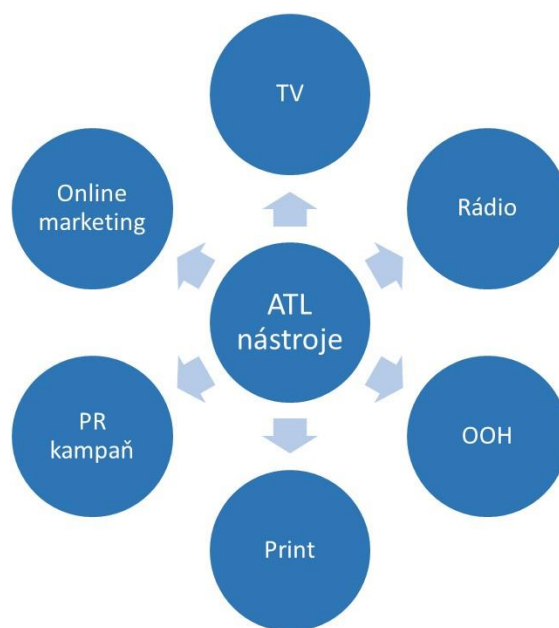 TV
Online
marketing
Rádio
ATL
nástroje
PR
kampaň
OOH
Print